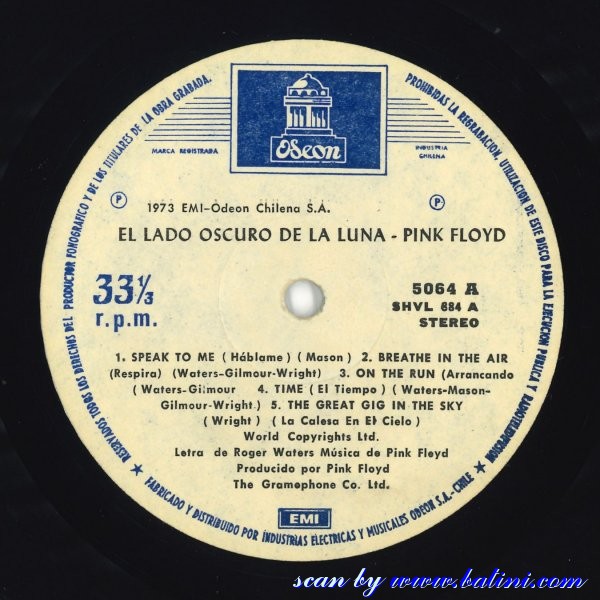 RESERVADOS TODOS LOS DERECHOS DEL PRODUCTOR FONOGRAFICO Y DE LOS TITULARES DE LA OBRA GRABADA.
PROHIBIDAS LA REGRABACION, UTILIZACION DE ESTE DISCO PARA LA EJECUCION PUBLICA Y RADIOTELEDIFUSION
Odeon
MARCA REGISTRADA
INDUSTRIA
CHILENA
P
P
1973 EMI-Odeon Chilena S.A.
EL LADO OSCURO DE LA LUNA - PINK FLOYD
33 1/3
r.p.m.
5064 A
SHVL 684 A
STEREO
1. SPEAK TO ME (Háblame) (Mason) 2. BREATHE IN THE AIR
(Respira) (Waters-Gilmour-Wright) 3. ON THE RUN (Arrancando
(Waters-Gilmour 4. TIME (El Tiempo) (Waters-Mason-
Gilmour-Wright) 5. THE GREAT GIG IN THE SKY
(Wright) (La Calesa En El Cielo)
World Copyrights Ltd.
Letra de Roger Waters Música de Pink Fleyd
Producido por Pink Floyd
The Gramophone Co. Ltd.
EMI
★ FABRICADO Y DISTRIBUIDO POR INDUSTRIAS ELECTRICAS Y MUSICALES ODEON S.A.- CHILE ★
scan by www.batini.com